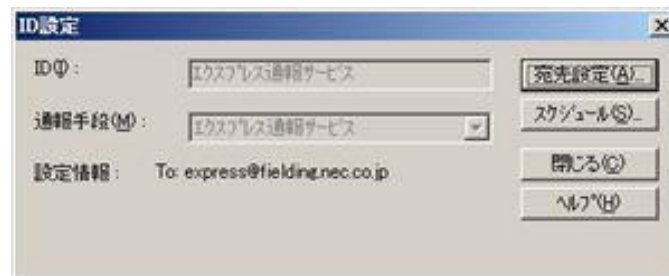 ID設定
ID(I):
エクスプレス通報サービス
宛先設定(A)...
通報手段(M):
エクスプレス通報サービス
スケジュール(S)...
設定情報:
To: express@fielding.nec.co.jp
閉じる(C)
ヘルプ(H)